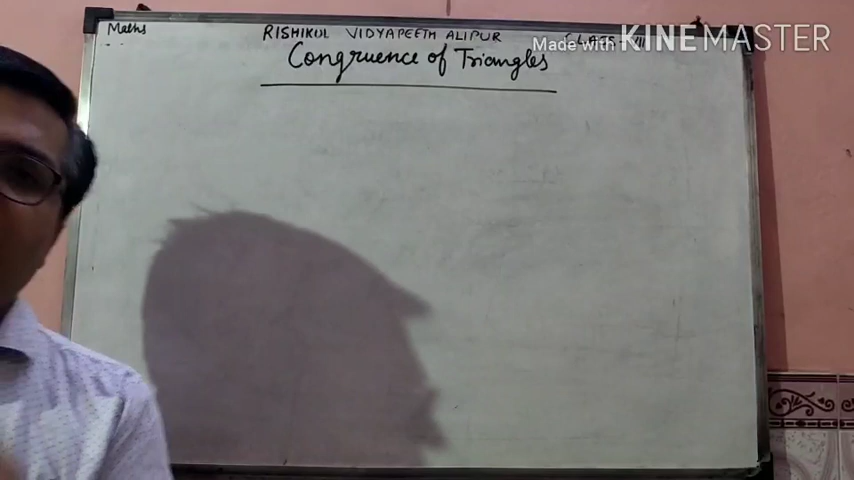 Maths RISHIKUL VIDYAPEETH ALIPUR
Congruence of Triangles
Made with KINEMASTER